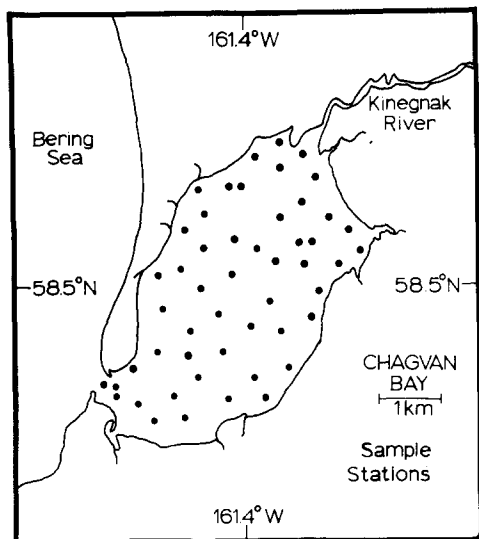 161.4°W
Kinegnak
River
Bering
Sea
58.5°N
58.5°N
CHAGVAN
BAY
1km
Sample
Stations
161.4°W